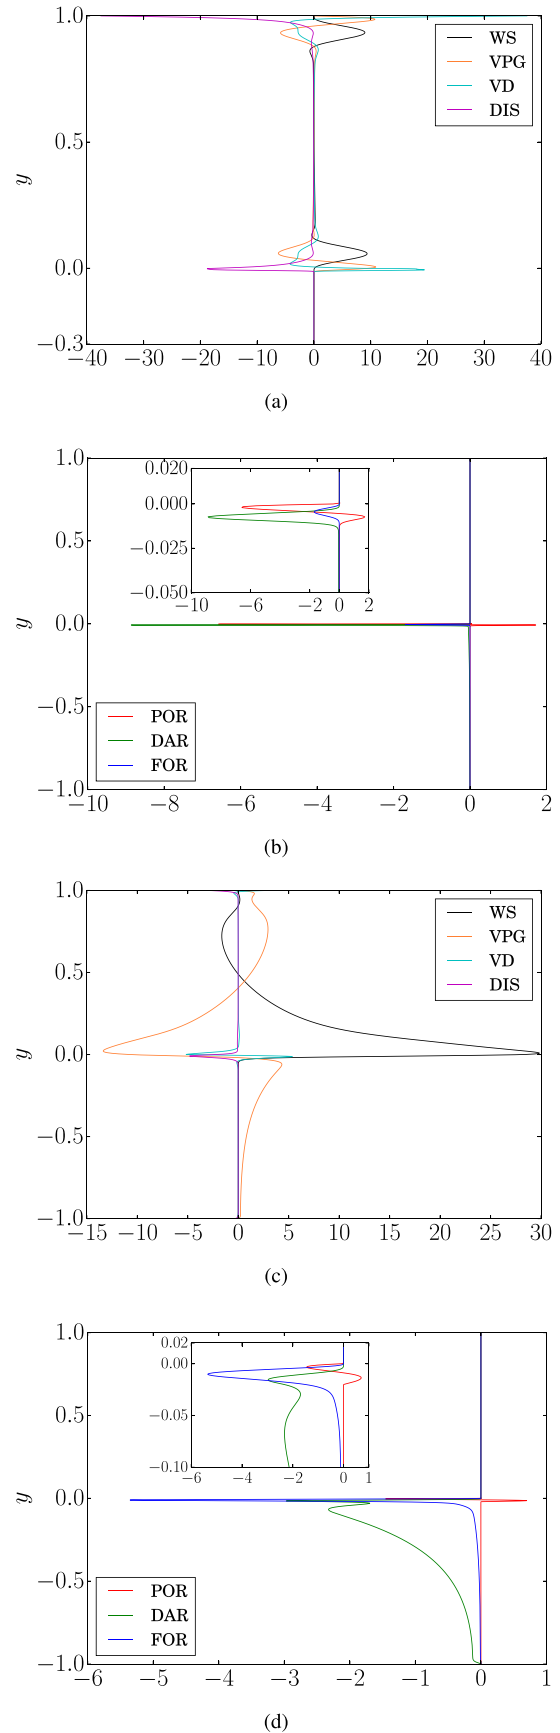 1.0
0.5
0.0
−0.3
y
WS
VPG
VD
DIS
−40 −30 −20 −10 0 10 20 30 40
(a)
1.0
0.5
0.0
−0.5
−1.0
y
0.020
0.000
−0.025
−0.050
−10 −6 −2 0 2
POR
DAR
FOR
−10 −8 −6 −4 −2 0 2
(b)
1.0
0.5
0.0
−0.5
−1.0
y
WS
VPG
VD
DIS
−15 −10 −5 0 5 10 15 20 25 30
(c)
1.0
0.5
0.0
−0.5
−1.0
y
0.02
0.00
−0.05
−0.10
−6 −4 −2 0 1
POR
DAR
FOR
−6 −5 −4 −3 −2 −1 0 1
(d)